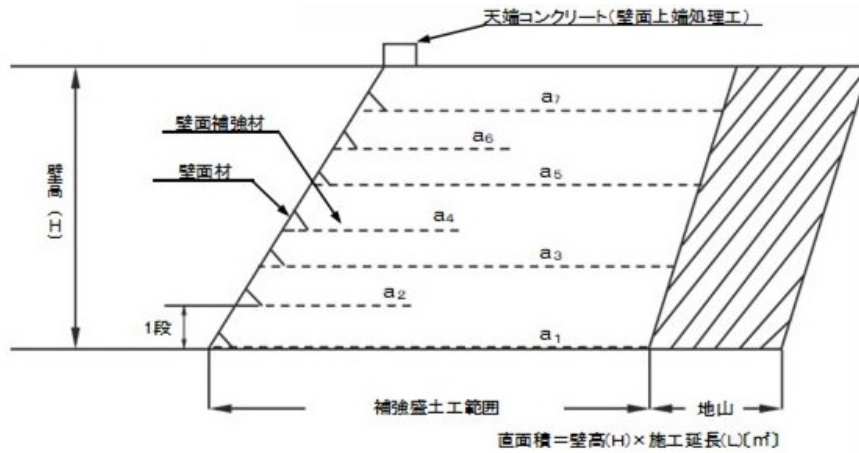 天端コンクリート(壁面上端処理工)
a₇
壁面補強材
a₆
壁面材
a₅
壁高(H)
a₄
a₃
a₂
1段
a₁
補強盛土工範囲
地山
直面積=壁高(H)×施工延長(L)[㎡]